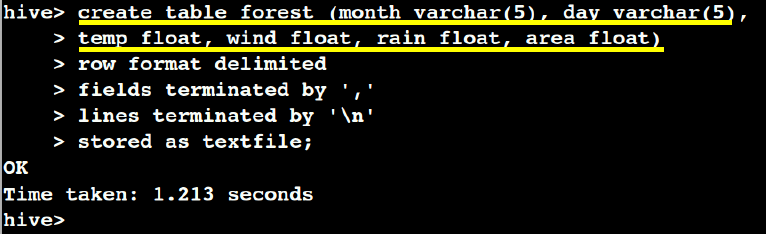 hive> create table forest (month varchar(5), day varchar(5),
    > temp float, wind float, rain float, area float)
    > row format delimited
    > fields terminated by ','
    > lines terminated by '\n'
    > stored as textfile;
OK
Time taken: 1.213 seconds
hive>